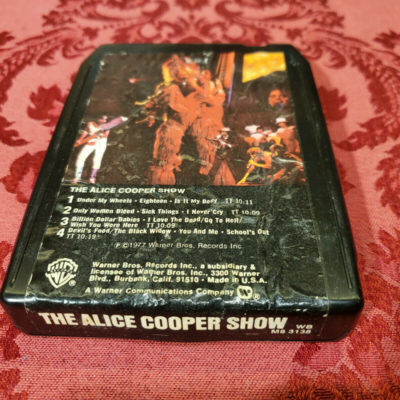 THE ALICE COOPER SHOW
1 Under My Wheels • Eighteen • Is It My Body TT 10:11
2 Only Women Bleed • Sick Things • I Never Cry TT 10:09
3 Billion Dollar Babies • I Love The Dead/Go To Hell/
Wish You Were Here TT 10:09
4 Devil's Food/The Black Widow • You And Me • School's Out
TT 10:19
℗©1977 Warner Bros. Records Inc.
Warner Bros. Records Inc., a subsidiary &
licensee of Warner Bros. Inc., 3300 Warner
Blvd., Burbank, Calif. 91510 • Made in U.S.A.
A Warner Communications Company
THE ALICE COOPER SHOW
WB
MS 3138